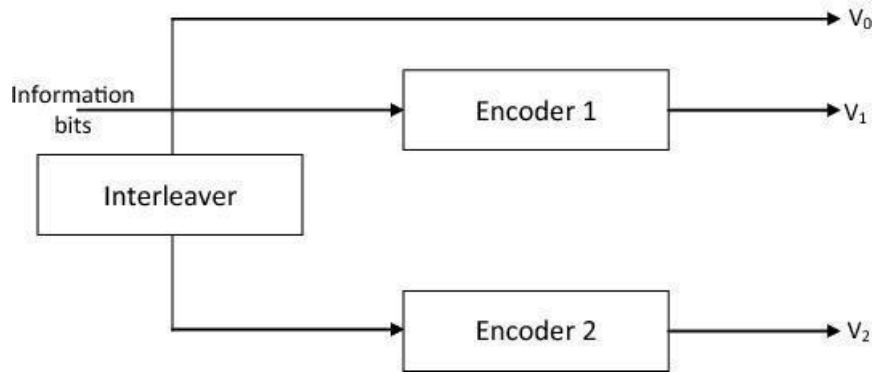 V₀
Information
bits
Encoder 1
V₁
Interleaver
Encoder 2
V₂